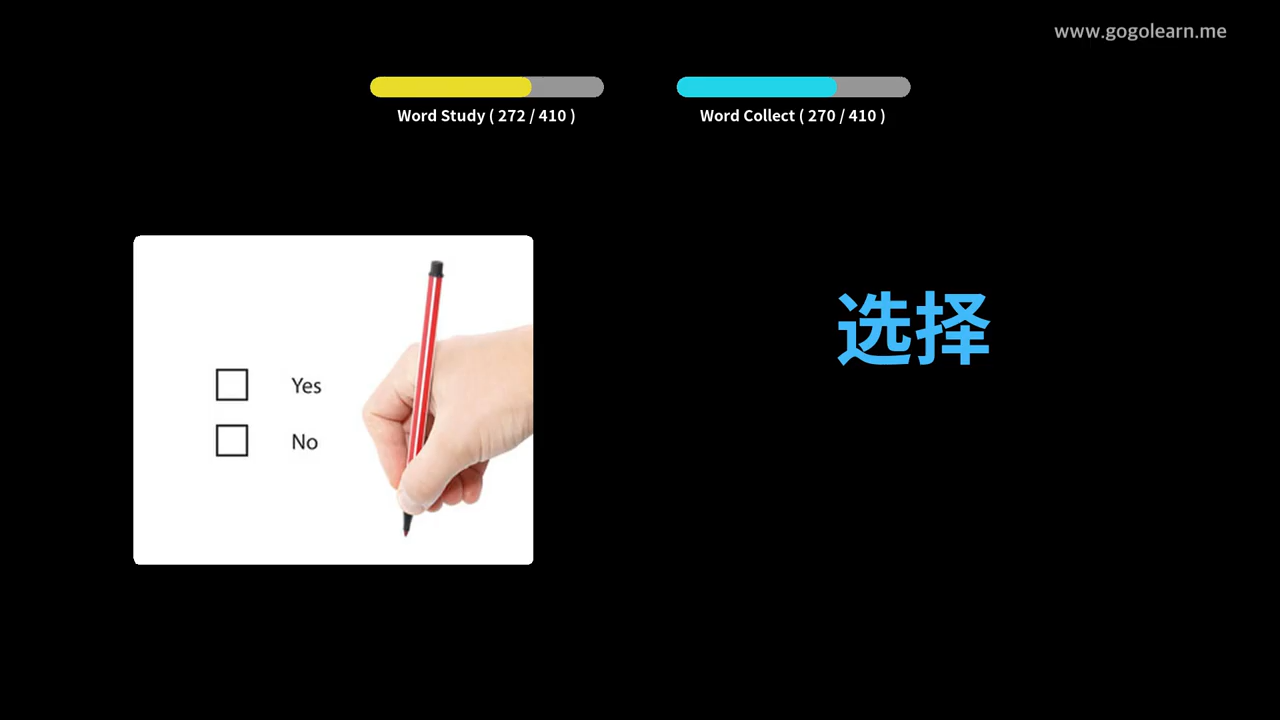 www.gogolearn.me
Word Study ( 272 / 410 )
Word Collect ( 270 / 410 )
选择
Yes
No